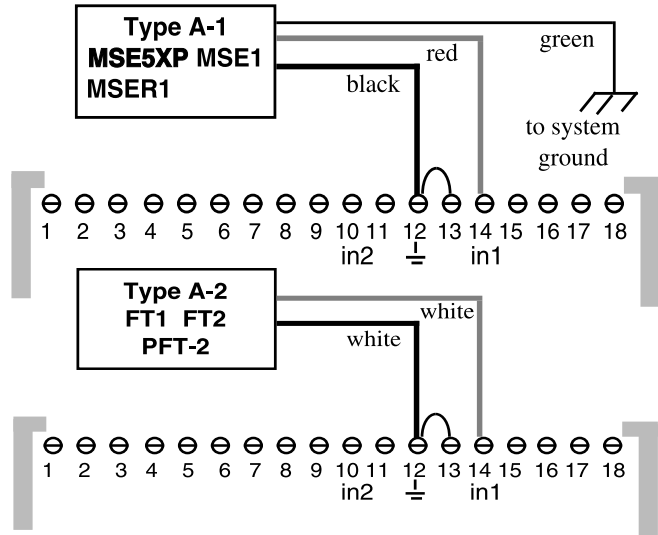 Type A-1
MSE5XP MSE1
MSER1
green
red
black
to system
ground
1 2 3 4 5 6 7 8 9 10 11 12 13 14 15 16 17 18
in2 in1
Type A-2
FT1 FT2
PFT-2
white
white
1 2 3 4 5 6 7 8 9 10 11 12 13 14 15 16 17 18
in2 in1